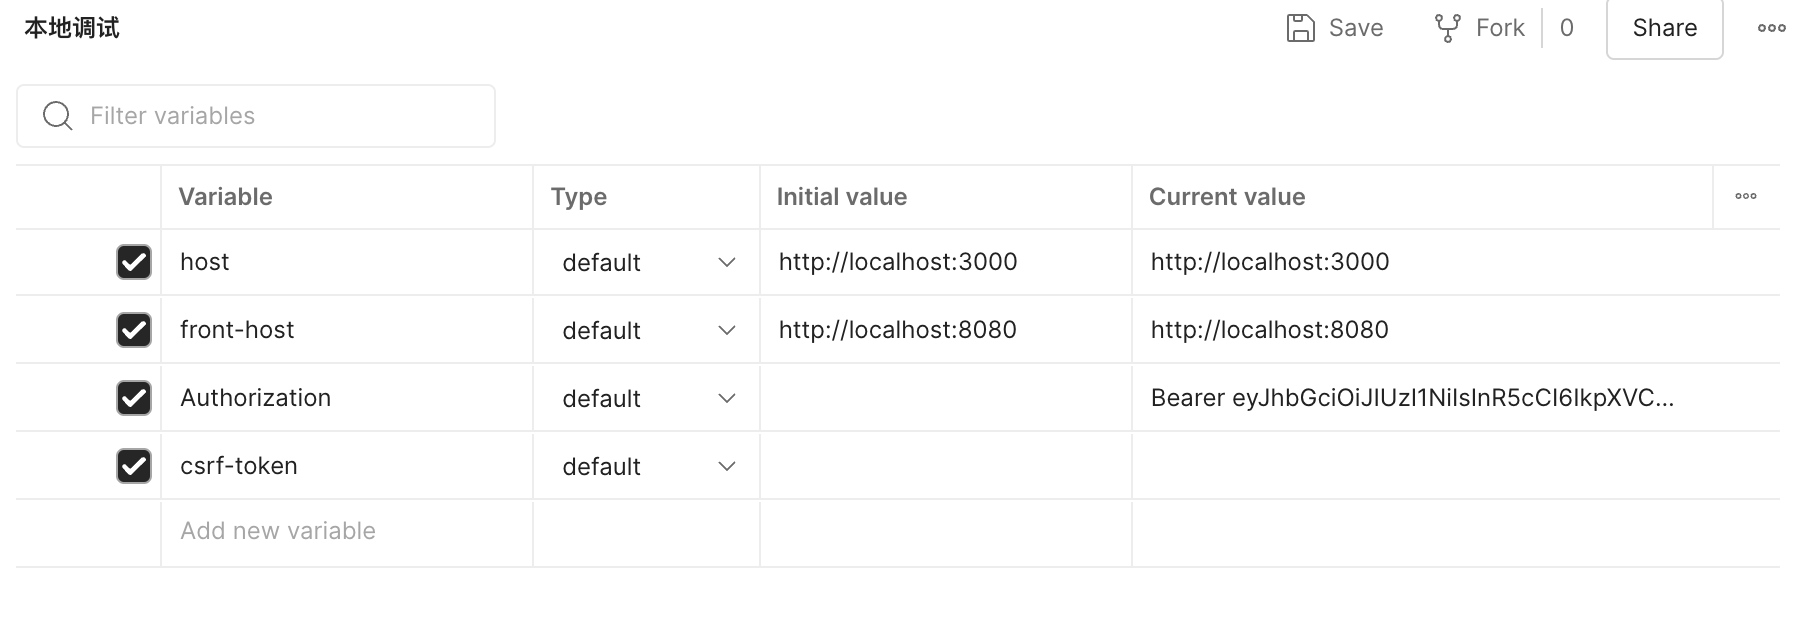 本地调试
Save Fork 0 Share
Filter variables
Variable Type Initial value Current value
host default http://localhost:3000 http://localhost:3000
front-host default http://localhost:8080 http://localhost:8080
Authorization default Bearer eyJhbGciOiJIUzI1NiIsInR5cCI6IkpXVC...
csrf-token default
Add new variable